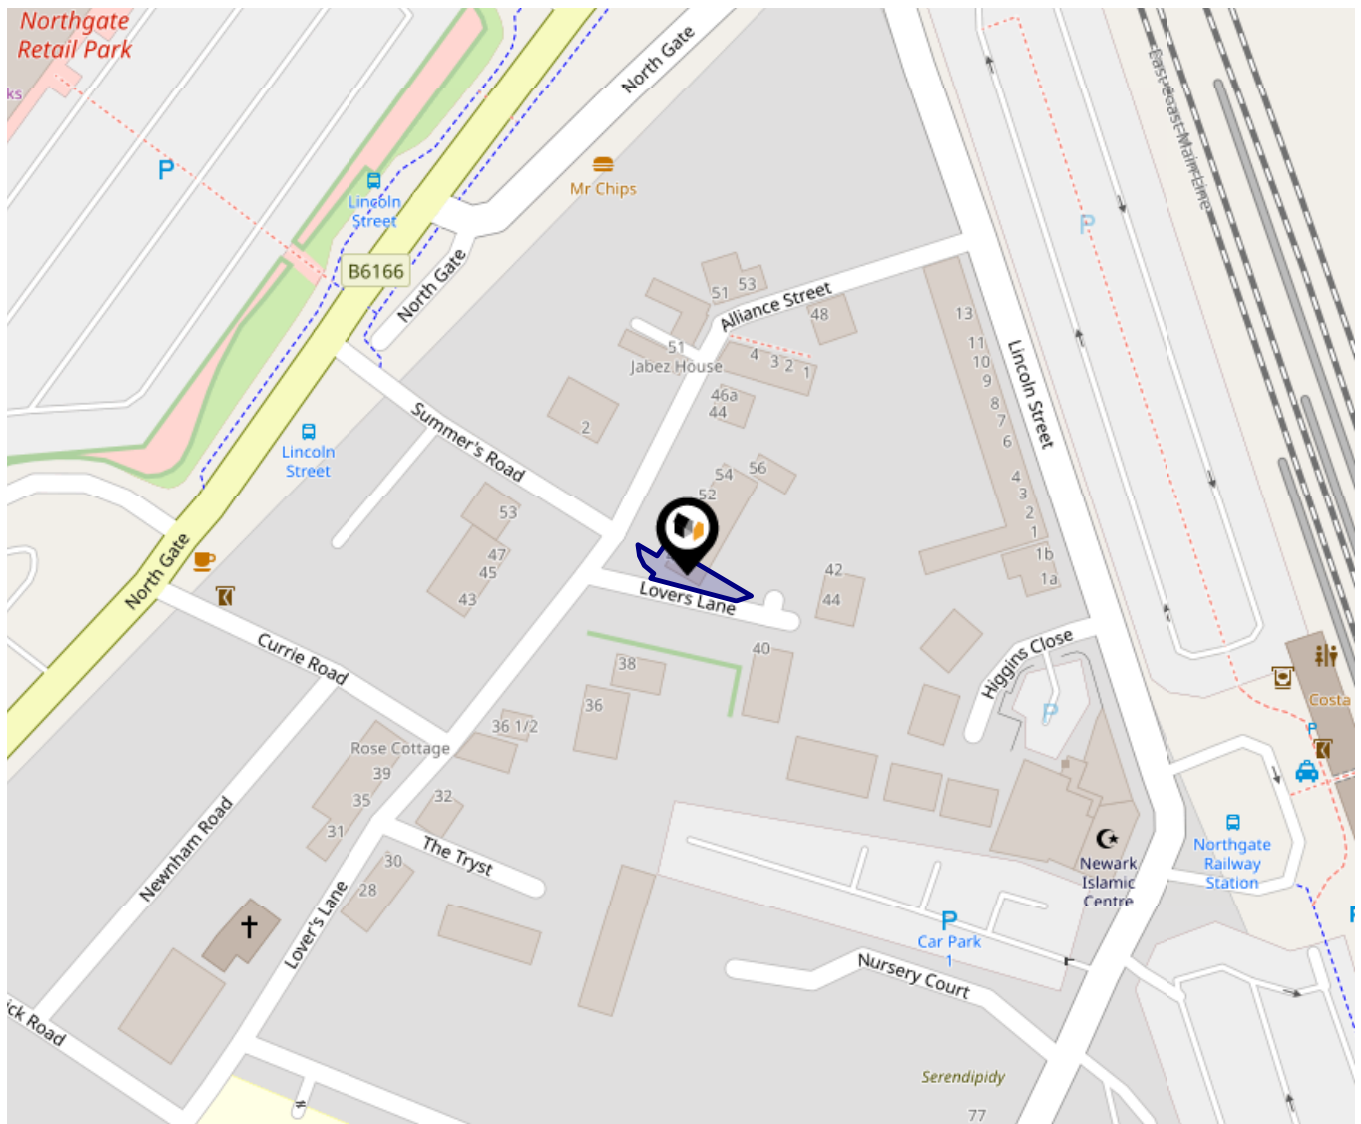 Northgate
Retail Park
ks
P
Lincoln
Street
B6166
North Gate
North Gate
Mr Chips
East Coast Main Line
P
51
53
Alliance Street
48
51
Jabez House
4
3
2
1
46a
44
13
11
10
9
8
7
6
4
3
2
1
1b
1a
Lincoln Street
2
Summer's Road
Lincoln
Street
54
56
52
53
47
45
43
North Gate
Lovers Lane
42
44
40
38
36
36 1/2
Higgins Close
P
Currie Road
Rose Cottage
39
35
31
32
30
28
The Tryst
Newnham Road
Lover's Lane
ick Road
Costa
P
Northgate
Railway
Station
Newark
Islamic
Centre
P
Car Park
1
Nursery Court
Serendipidy
77